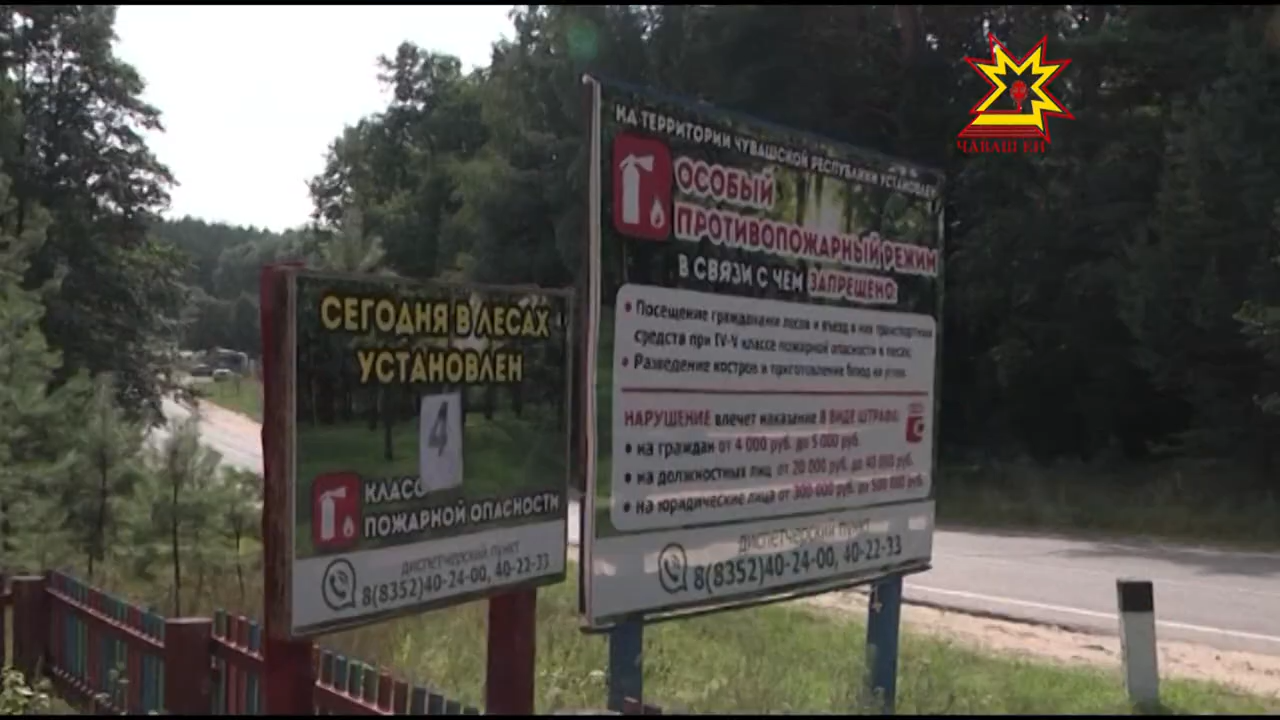 ЧĂВАШ ЕН
СЕГОДНЯ В ЛЕСАХ
УСТАНОВЛЕН
4
КЛАСС
ПОЖАРНОЙ ОПАСНОСТИ
диспетчерский пункт
8(8352)40-24-00, 40-22-33
НА ТЕРРИТОРИИ ЧУВАШСКОЙ РЕСПУБЛИКИ УСТАНОВЛЕН
ОСОБЫЙ
ПРОТИВОПОЖАРНЫЙ РЕЖИМ
В СВЯЗИ С ЧЕМ ЗАПРЕЩЕНО:
• Посещение гражданами лесов и въезд в них транспортных
средств при IV-V классе пожарной опасности в лесах;
• Разведение костров и приготовление блюд на углях.
НАРУШЕНИЕ влечет наказание В ВИДЕ ШТРАФА:
• на граждан от 4 000 руб. до 5 000 руб.
• на должностных лиц от 20 000 руб. до 40 000 руб.
• на юридические лица от 300 000 руб. до 500 000 руб.
диспетчерский пункт
8(8352)40-24-00, 40-22-33